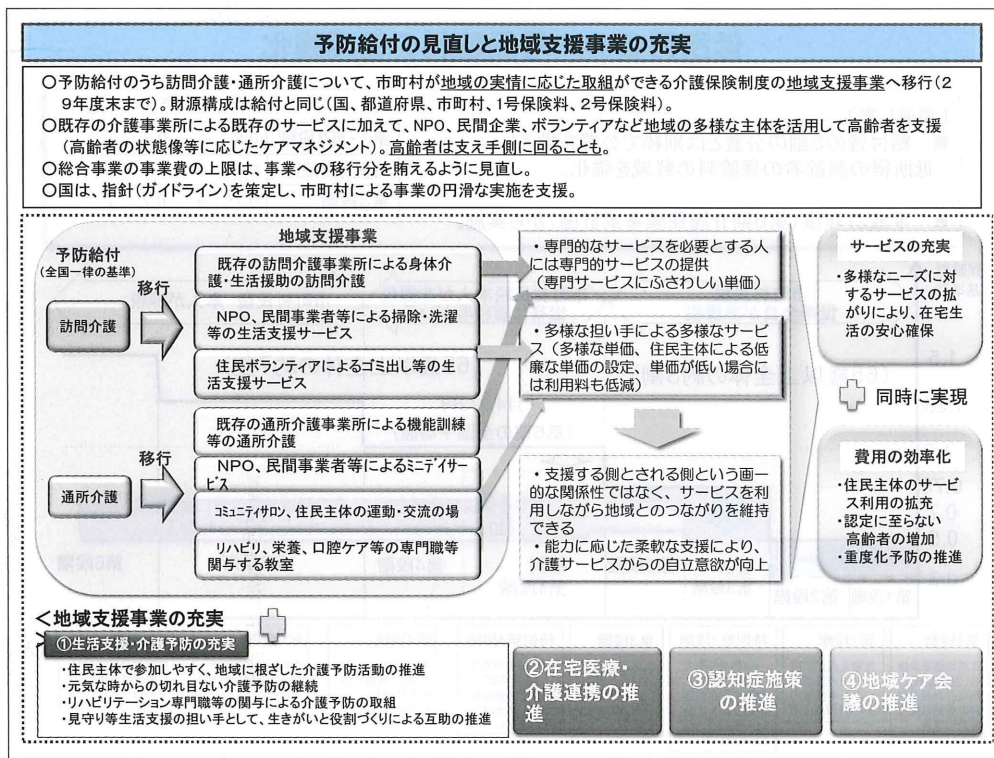 予防給付の見直しと地域支援事業の充実
○予防給付のうち訪問介護・通所介護について、市町村が地域の実情に応じた取組ができる介護保険制度の地域支援事業へ移行(2
9年度末まで)。財源構成は給付と同じ(国、都道府県、市町村、1号保険料、2号保険料)。
○既存の介護事業所による既存のサービスに加えて、NPO、民間企業、ボランティアなど地域の多様な主体を活用して高齢者を支援
(高齢者の状態像等に応じたケアマネジメント)。高齢者は支え手側に回ることも。
○総合事業の事業費の上限は、事業への移行分を賄えるように見直し。
○国は、指針(ガイドライン)を策定し、市町村による事業の円滑な実施を支援。
予防給付
(全国一律の基準)
地域支援事業
移行
訪問介護
既存の訪問介護事業所による身体介
護・生活援助の訪問介護
NPO、民間事業者等による掃除・洗濯
等の生活支援サービス
住民ボランティアによるゴミ出し等の生
活支援サービス
移行
通所介護
既存の通所介護事業所による機能訓練
等の通所介護
NPO、民間事業者等によるミニデイサー
ビス
コミュニティサロン、住民主体の運動・交流の場
リハビリ、栄養、口腔ケア等の専門職等
関与する教室
・専門的なサービスを必要とする人
には専門的サービスの提供
(専門サービスにふさわしい単価)
・多様な担い手による多様なサービ
ス(多様な単価、住民主体による低
廉な単価の設定、単価が低い場合に
は利用料も低減)
・支援する側とされる側という画一
的な関係性ではなく、サービスを利
用しながら地域とのつながりを維持
できる
・能力に応じた柔軟な支援により、
介護サービスからの自立意欲が向上
サービスの充実
・多様なニーズに対
するサービスの拡
がりにより、在宅生
活の安心確保
同時に実現
費用の効率化
・住民主体のサービ
ス利用の拡充
・認定に至らない
高齢者の増加
・重度化予防の推進
<地域支援事業の充実
①生活支援・介護予防の充実
・住民主体で参加しやすく、地域に根ざした介護予防活動の推進
・元気な時からの切れ目ない介護予防の継続
・リハビリテーション専門職等の関与による介護予防の取組
・見守り等生活支援の担い手として、生きがいと役割づくりによる互助の推進
②在宅医療・
介護連携の推
進
③認知症施策
の推進
④地域ケア会
議の推進